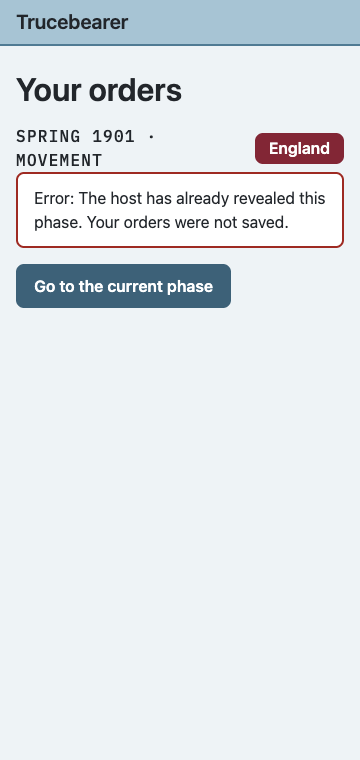 Trucebearer
Your orders
SPRING 1901 ·
MOVEMENT
England
Error: The host has already revealed this
phase. Your orders were not saved.
Go to the current phase